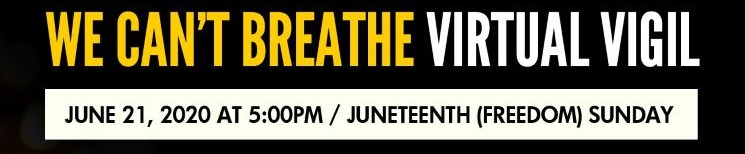 WE CAN'T BREATHE VIRTUAL VIGIL
JUNE 21, 2020 AT 5:00PM / JUNETEENTH (FREEDOM) SUNDAY